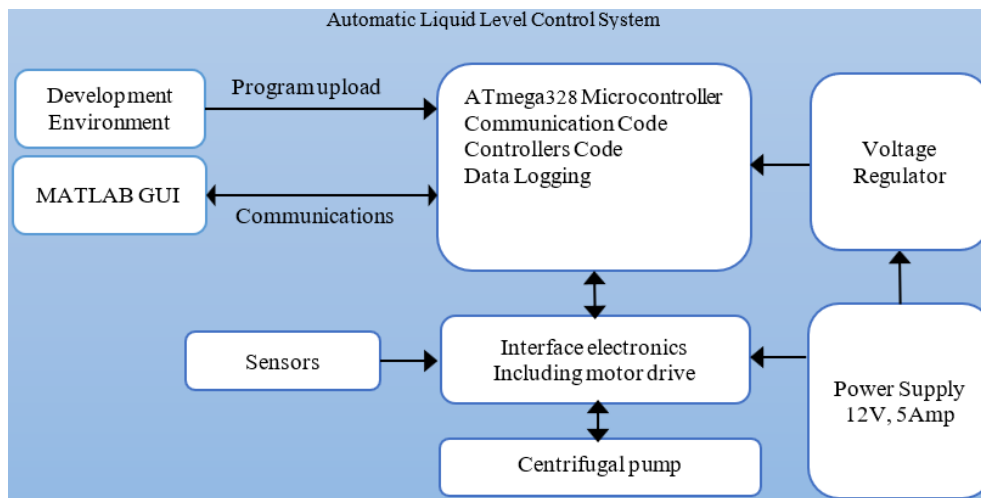 Automatic Liquid Level Control System
Development
Environment
Program upload
MATLAB GUI
Communications
ATmega328 Microcontroller
Communication Code
Controllers Code
Data Logging
Voltage
Regulator
Sensors
Interface electronics
Including motor drive
Power Supply
12V, 5Amp
Centrifugal pump